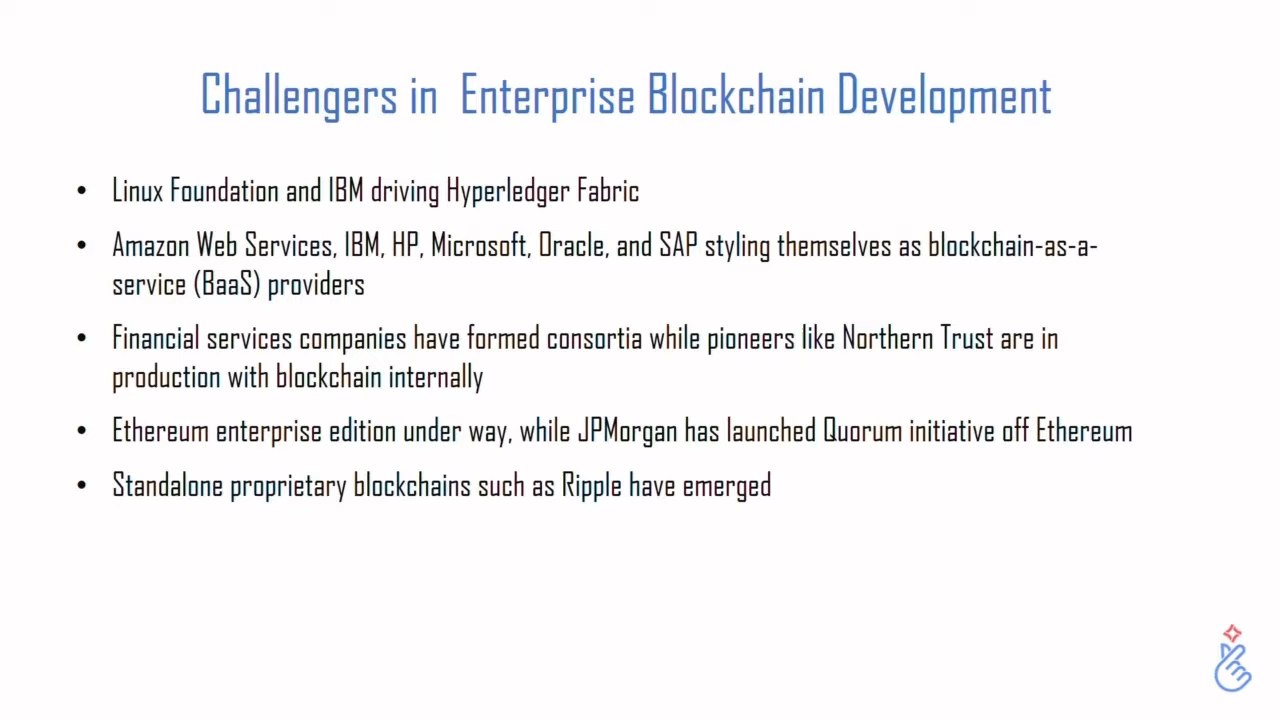 Challengers in Enterprise Blockchain Development
• Linux Foundation and IBM driving Hyperledger Fabric
• Amazon Web Services, IBM, HP, Microsoft, Oracle, and SAP styling themselves as blockchain-as-a-
service (BaaS) providers
• Financial services companies have formed consortia while pioneers like Northern Trust are in
production with blockchain internally
• Ethereum enterprise edition under way, while JPMorgan has launched Quorum initiative off Ethereum
• Standalone proprietary blockchains such as Ripple have emerged